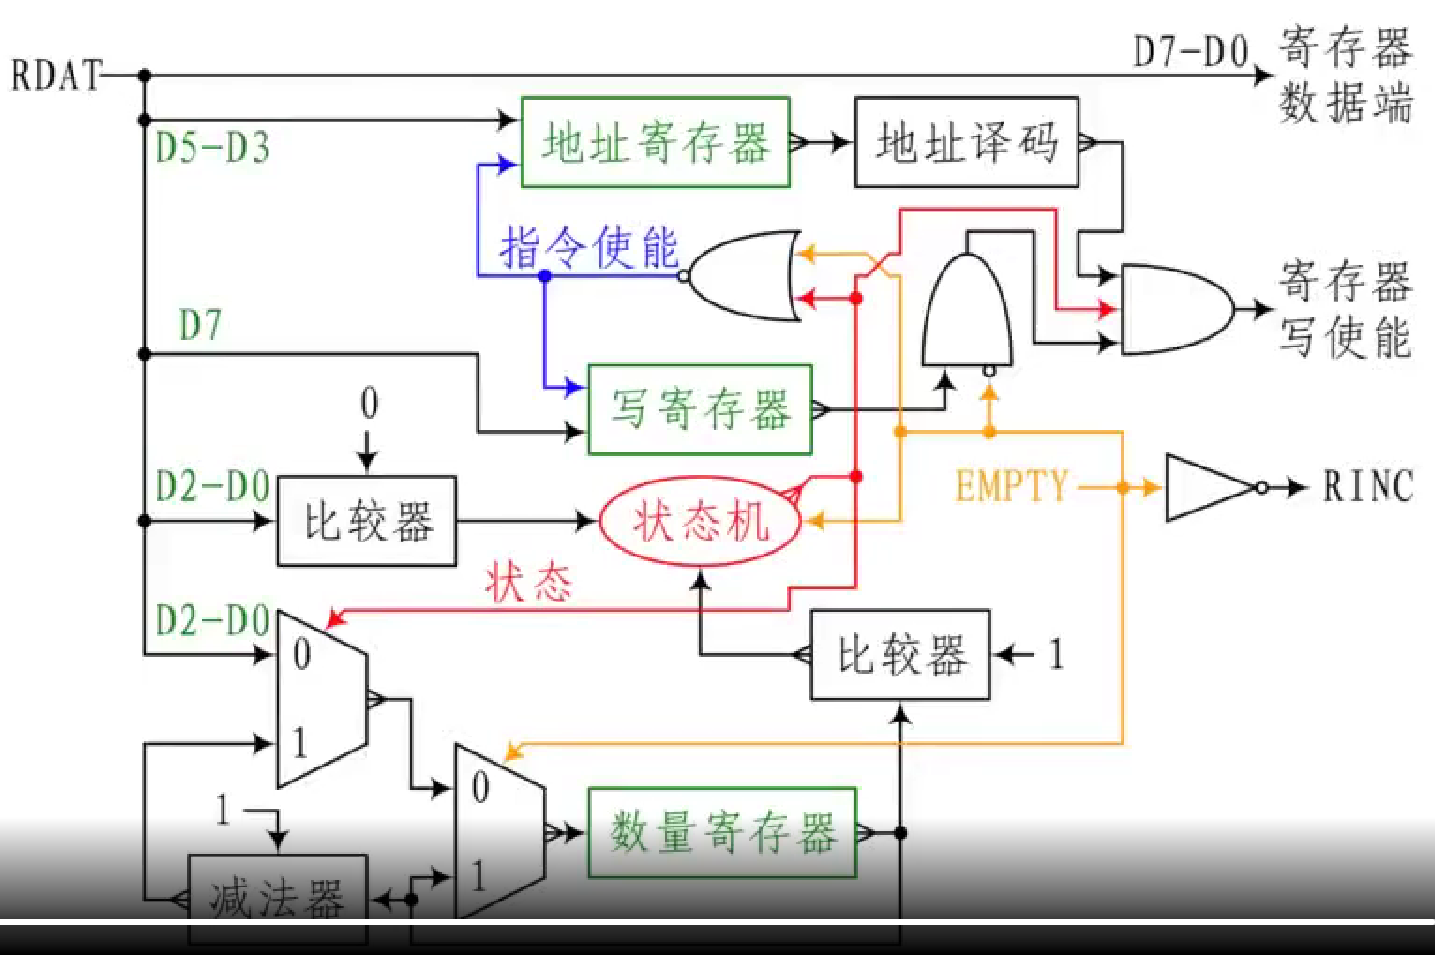 D7-D0 寄存器
数据端
RDAT
D5-D3
地址寄存器
地址译码
指令使能
寄存器
写使能
D7
0
写寄存器
D2-D0
比较器
状态机
EMPTY
RINC
状态
D2-D0
0
比较器
1
1
0
1
数量寄存器
1
减法器